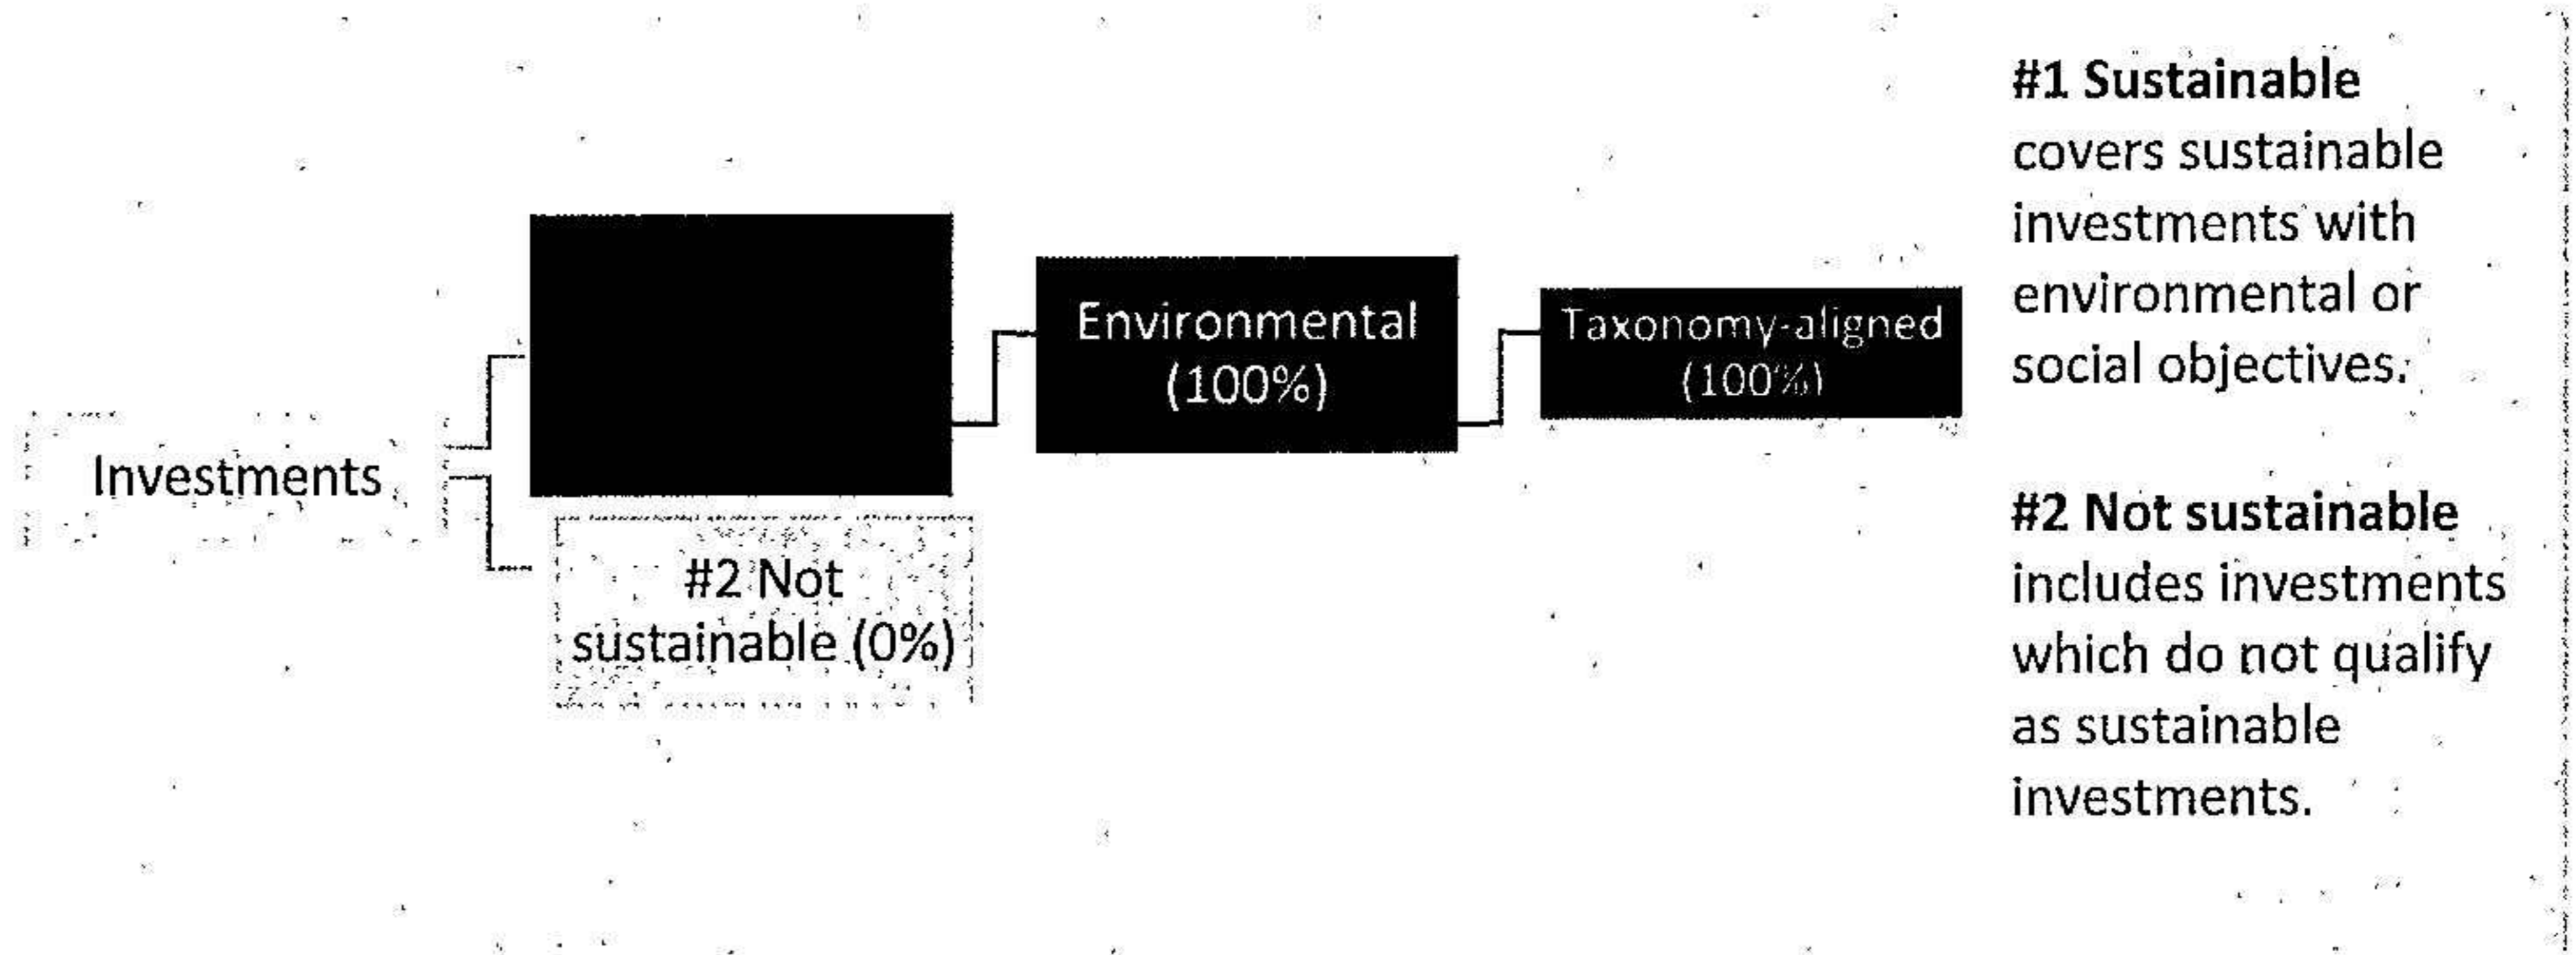 Investments
Environmental
(100%)
Taxonomy-aligned
(100%)
#2 Not
sustainable (0%)
#1 Sustainable
covers sustainable
investments with
environmental or
social objectives.
#2 Not sustainable
includes investments
which do not qualify
as sustainable
investments.